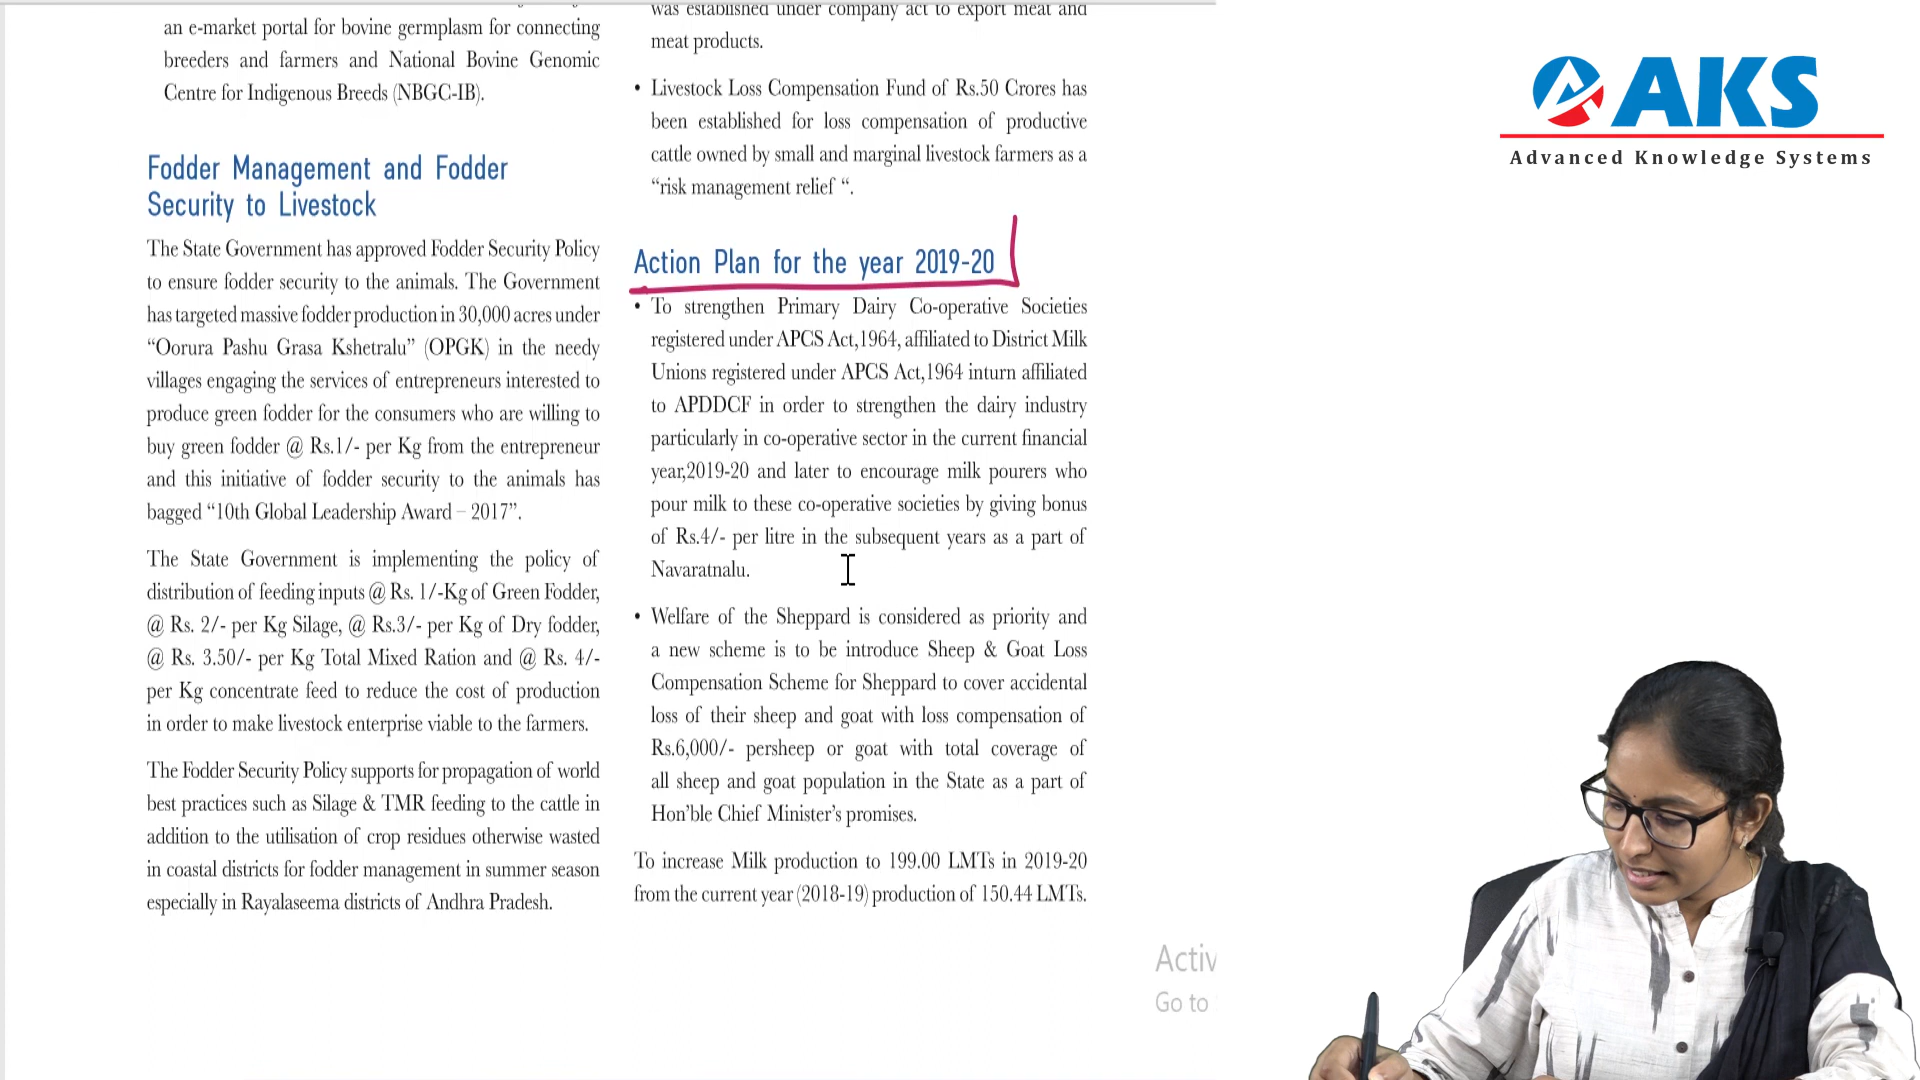 an e-market portal for bovine germplasm for connecting
breeders and farmers and National Bovine Genomic
Centre for Indigenous Breeds (NBGC-IB).
Fodder Management and Fodder
Security to Livestock
The State Government has approved Fodder Security Policy
to ensure fodder security to the animals. The Government
has targeted massive fodder production in 30,000 acres under
“Oorura Pashu Grasa Kshetralu” (OPGK) in the needy
villages engaging the services of entrepreneurs interested to
produce green fodder for the consumers who are willing to
buy green fodder @ Rs.1/- per Kg from the entrepreneur
and this initiative of fodder security to the animals has
bagged “10th Global Leadership Award – 2017”.
The State Government is implementing the policy of
distribution of feeding inputs @ Rs. 1/-Kg of Green Fodder,
@ Rs. 2/- per Kg Silage, @ Rs.3/- per Kg of Dry fodder,
@ Rs. 3.50/- per Kg Total Mixed Ration and @ Rs. 4/-
per Kg concentrate feed to reduce the cost of production
in order to make livestock enterprise viable to the farmers.
The Fodder Security Policy supports for propagation of world
best practices such as Silage & TMR feeding to the cattle in
addition to the utilisation of crop residues otherwise wasted
in coastal districts for fodder management in summer season
especially in Rayalaseema districts of Andhra Pradesh.
was established under company act to export meat and
meat products.
• Livestock Loss Compensation Fund of Rs.50 Crores has
been established for loss compensation of productive
cattle owned by small and marginal livestock farmers as a
“risk management relief “.
Action Plan for the year 2019-20
• To strengthen Primary Dairy Co-operative Societies
registered under APCS Act,1964, affiliated to District Milk
Unions registered under APCS Act,1964 inturn affiliated
to APDDCF in order to strengthen the dairy industry
particularly in co-operative sector in the current financial
year,2019-20 and later to encourage milk pourers who
pour milk to these co-operative societies by giving bonus
of Rs.4/- per litre in the subsequent years as a part of
Navaratnalu.
• Welfare of the Sheppard is considered as priority and
a new scheme is to be introduce Sheep & Goat Loss
Compensation Scheme for Sheppard to cover accidental
loss of their sheep and goat with loss compensation of
Rs.6,000/- persheep or goat with total coverage of
all sheep and goat population in the State as a part of
Hon’ble Chief Minister’s promises.
To increase Milk production to 199.00 LMTs in 2019-20
from the current year (2018-19) production of 150.44 LMTs.
AKS
Advanced Knowledge Systems
Activ
Go to